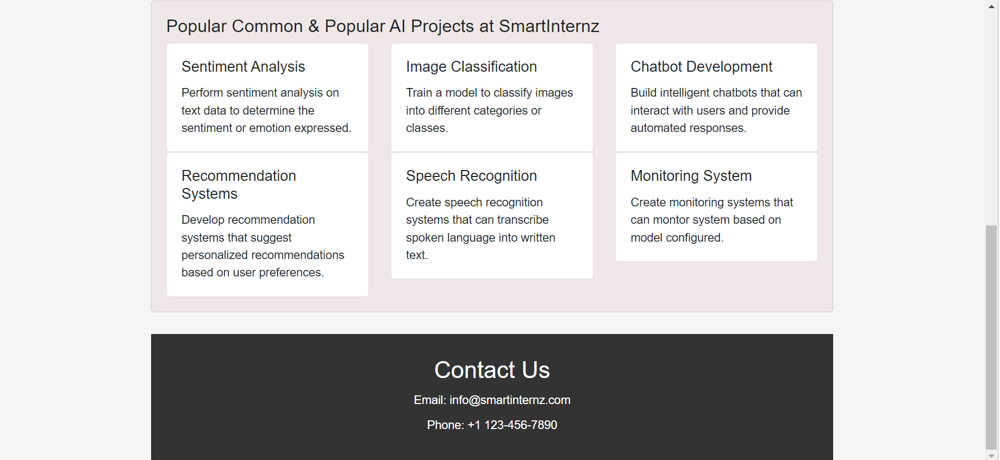 Popular Common & Popular AI Projects at SmartInternz
Sentiment Analysis
Perform sentiment analysis on
text data to determine the
sentiment or emotion expressed.
Image Classification
Train a model to classify images
into different categories or
classes.
Chatbot Development
Build intelligent chatbots that can
interact with users and provide
automated responses.
Recommendation
Systems
Develop recommendation
systems that suggest
personalized recommendations
based on user preferences.
Speech Recognition
Create speech recognition
systems that can transcribe
spoken language into written
text.
Monitoring System
Create monitoring systems that
can montor system based on
model configured.
Contact Us
Email: info@smartinternz.com
Phone: +1 123-456-7890